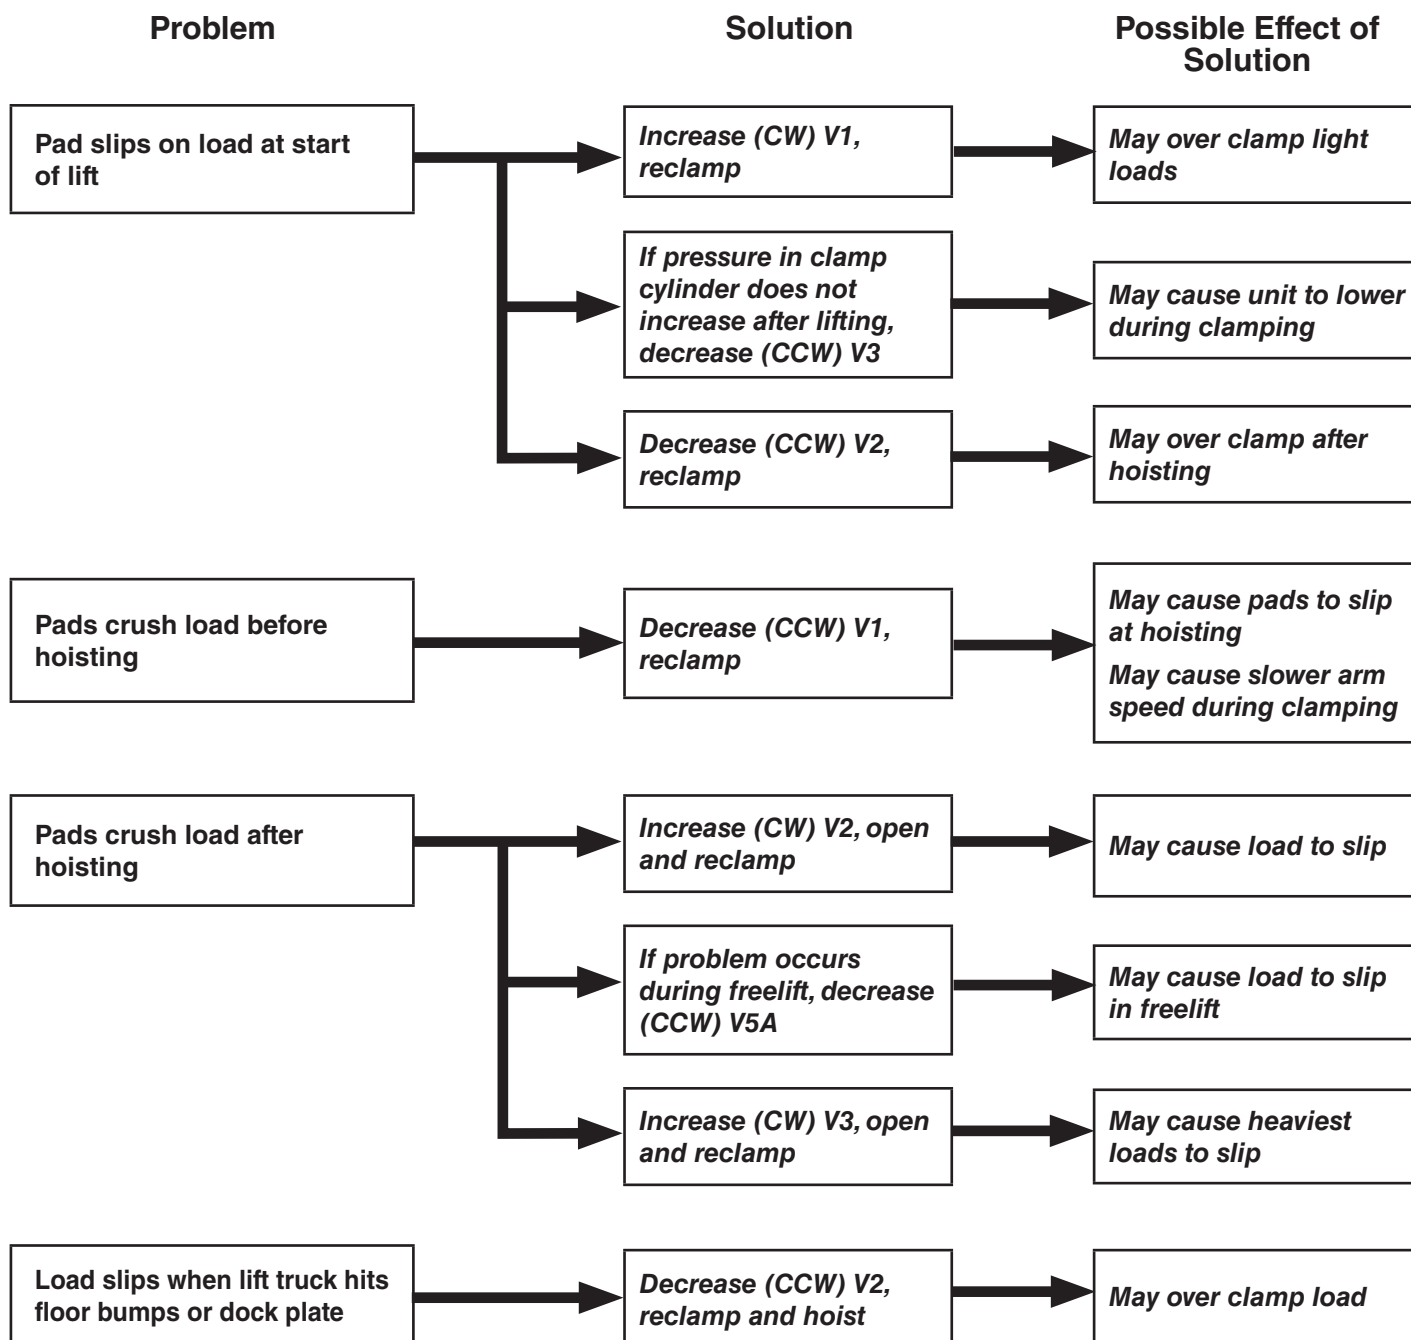 Problem
Solution
Possible Effect of
Solution
Pad slips on load at start
of lift
Increase (CW) V1,
reclamp
May over clamp light
loads
If pressure in clamp
cylinder does not
increase after lifting,
decrease (CCW) V3
May cause unit to lower
during clamping
Decrease (CCW) V2,
reclamp
May over clamp after
hoisting
Pads crush load before
hoisting
Decrease (CCW) V1,
reclamp
May cause pads to slip
at hoisting
May cause slower arm
speed during clamping
Pads crush load after
hoisting
Increase (CW) V2, open
and reclamp
May cause load to slip
If problem occurs
during freelift, decrease
(CCW) V5A
May cause load to slip
in freelift
Increase (CW) V3, open
and reclamp
May cause heaviest
loads to slip
Load slips when lift truck hits
floor bumps or dock plate
Decrease (CCW) V2,
reclamp and hoist
May over clamp load